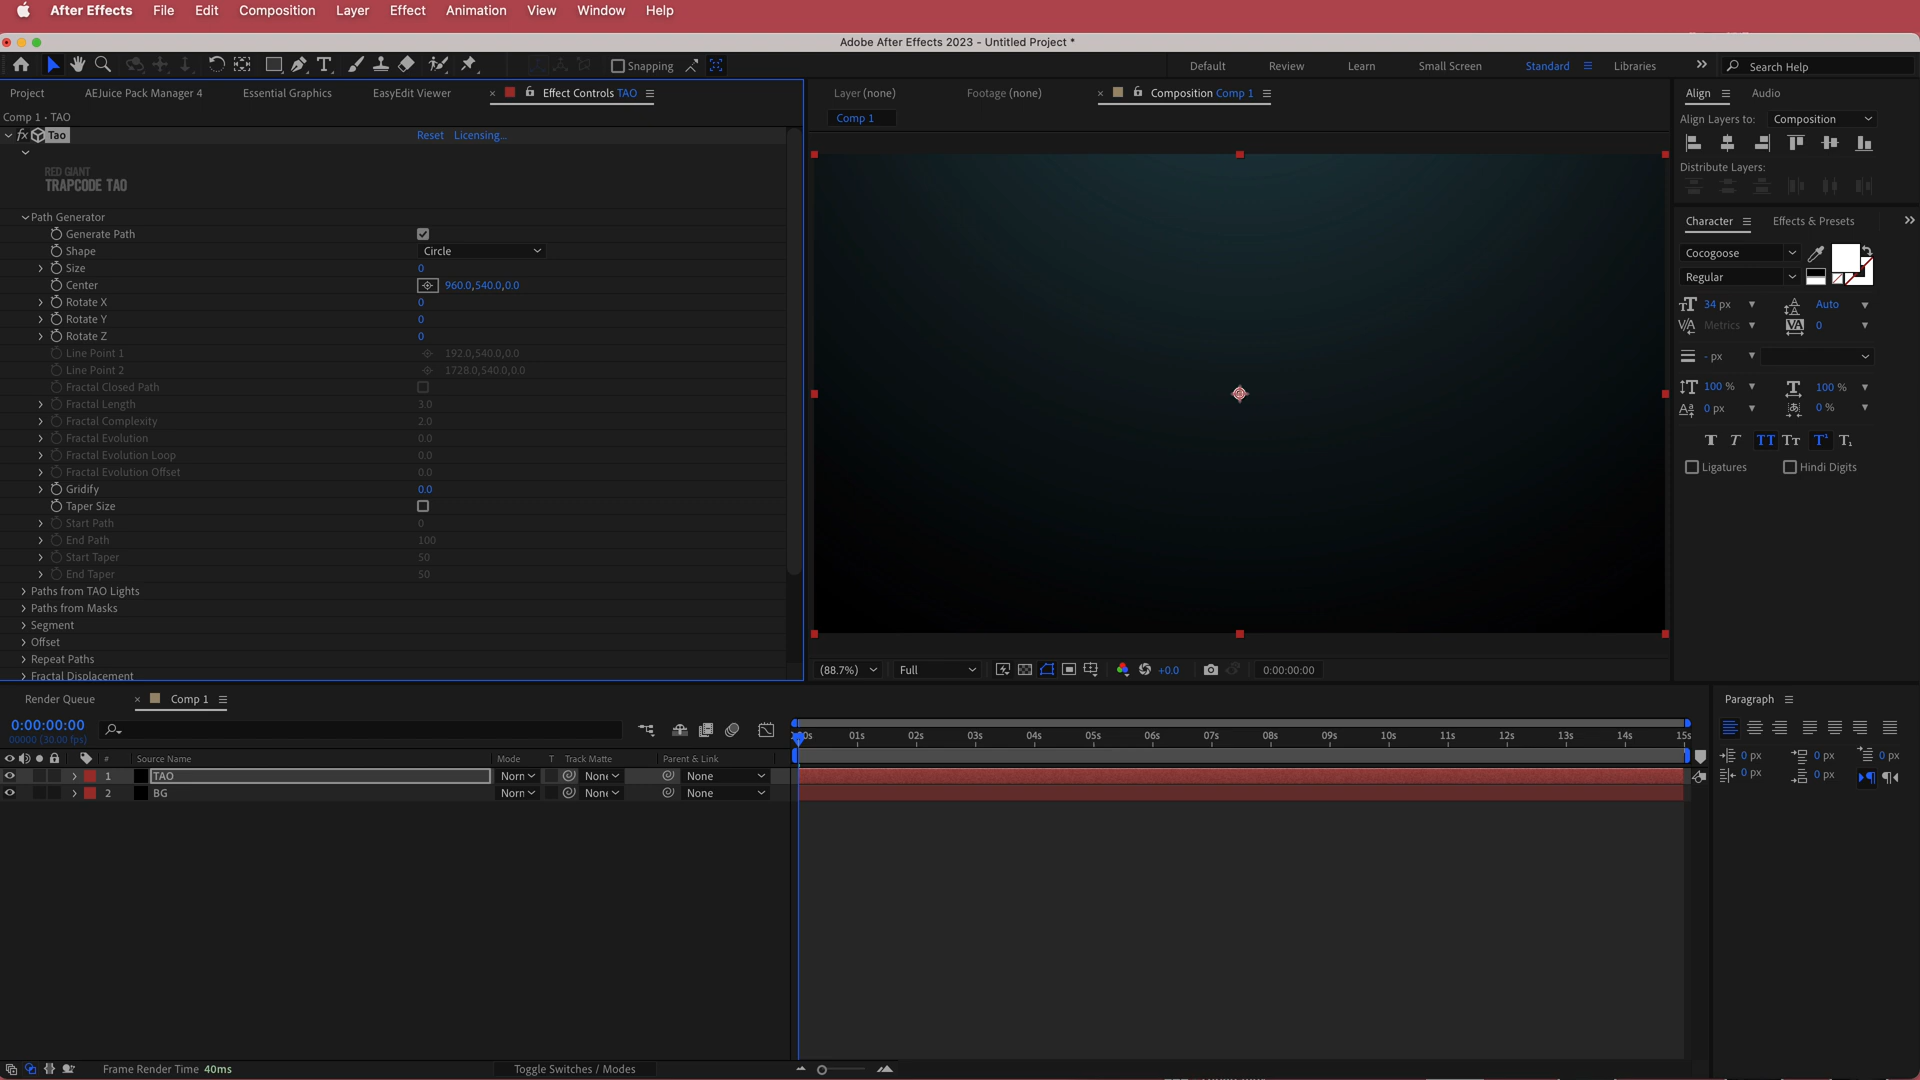 After Effects File Edit Composition Layer Effect Animation View Window Help
Adobe After Effects 2023 - Untitled Project *
Snapping
Default Review Learn Small Screen Standard Libraries Search Help
Project AEJuice Pack Manager 4 Essential Graphics EasyEdit Viewer Effect Controls TAO
Comp 1 • TAO
fx Tao Reset Licensing...
RED GIANT
TRAPCODE TAO
Path Generator
Generate Path
Shape Circle
Size 0
Center 960.0,540.0,0.0
Rotate X 0
Rotate Y 0
Rotate Z 0
Line Point 1 192.0,540.0,0.0
Line Point 2 1728.0,540.0,0.0
Fractal Closed Path
Fractal Length 3.0
Fractal Complexity 2.0
Fractal Evolution 0.0
Fractal Evolution Loop 0.0
Fractal Evolution Offset 0.0
Gridify 0.0
Taper Size
Start Path 0
End Path 100
Start Taper 50
End Taper 50
Paths from TAO Lights
Paths from Masks
Segment
Offset
Repeat Paths
Fractal Displacement
Layer (none) Footage (none) Composition Comp 1
Comp 1
(88.7%) Full +0.0 0:00:00:00
Align Audio
Align Layers to: Composition
Distribute Layers:
Character Effects & Presets
Cocogoose
Regular
34 px Auto
Metrics 0
- px
100 % 100 %
0 px 0 %
T T TT Tt T¹ T₁
Ligatures Hindi Digits
Render Queue Comp 1
0:00:00:00
00000 (30.00 fps)
# Source Name Mode T Track Matte Parent & Link
1 TAO Norn None None
2 BG Norn None None
01s 02s 03s 04s 05s 06s 07s 08s 09s 10s 11s 12s 13s 14s 15s
Paragraph
0 px 0 px 0 px
0 px 0 px
Frame Render Time 40ms Toggle Switches / Modes